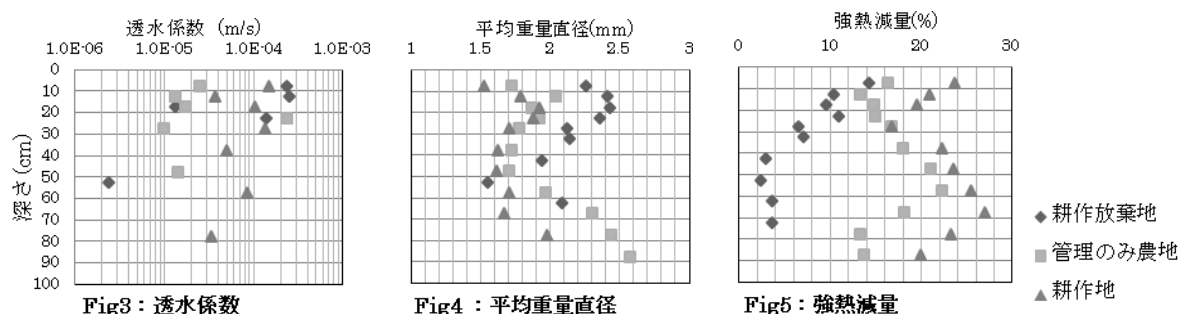 透水係数 (m/s)
1.0E-06 1.0E-05 1.0E-04 1.0E-03
0
10
20
30
40
50
60
70
80
90
100
深さ(cm)
Fig3：透水係数
平均重量直径(mm)
1 1.5 2 2.5 3
Fig4：平均重量直径
強熱減量(%)
0 10 20 30
Fig5：強熱減量
耕作放棄地
管理のみ農地
耕作地